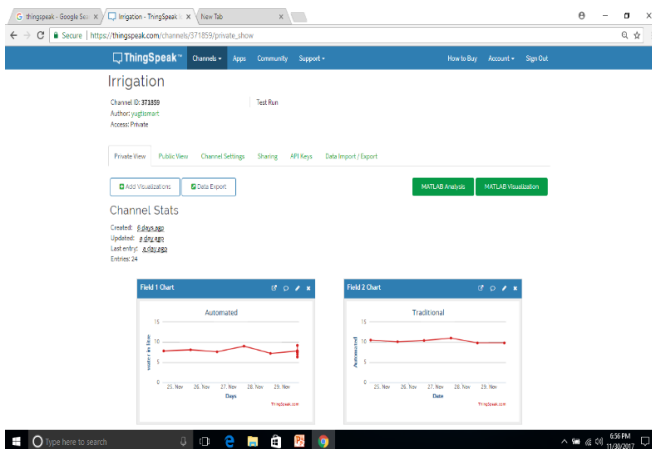 thingspeak - Google Sea
Irrigation - ThingSpeak
New Tab
Secure | https://thingspeak.com/channels/371859/private_show
ThingSpeak™ Channels Apps Community Support How to Buy Account Sign Out
Irrigation
Channel ID: 371859
Author: yugtismart
Access: Private
Test Run
Private View Public View Channel Settings Sharing API Keys Data Import / Export
Add Visualizations Data Export MATLAB Analysis MATLAB Visualization
Channel Stats
Created: 6 days ago
Updated: a day ago
Last entry: a day ago
Entries: 24
Field 1 Chart
Automated
15
10
5
0
25. Nov 26. Nov 27. Nov 28. Nov 29. Nov
Days
ThingSpeak.com
Field 2 Chart
Traditional
Automated
15
10
5
0
25. Nov 26. Nov 27. Nov 28. Nov 29. Nov
Date
ThingSpeak.com
Type here to search
6:56 PM
11/30/2017